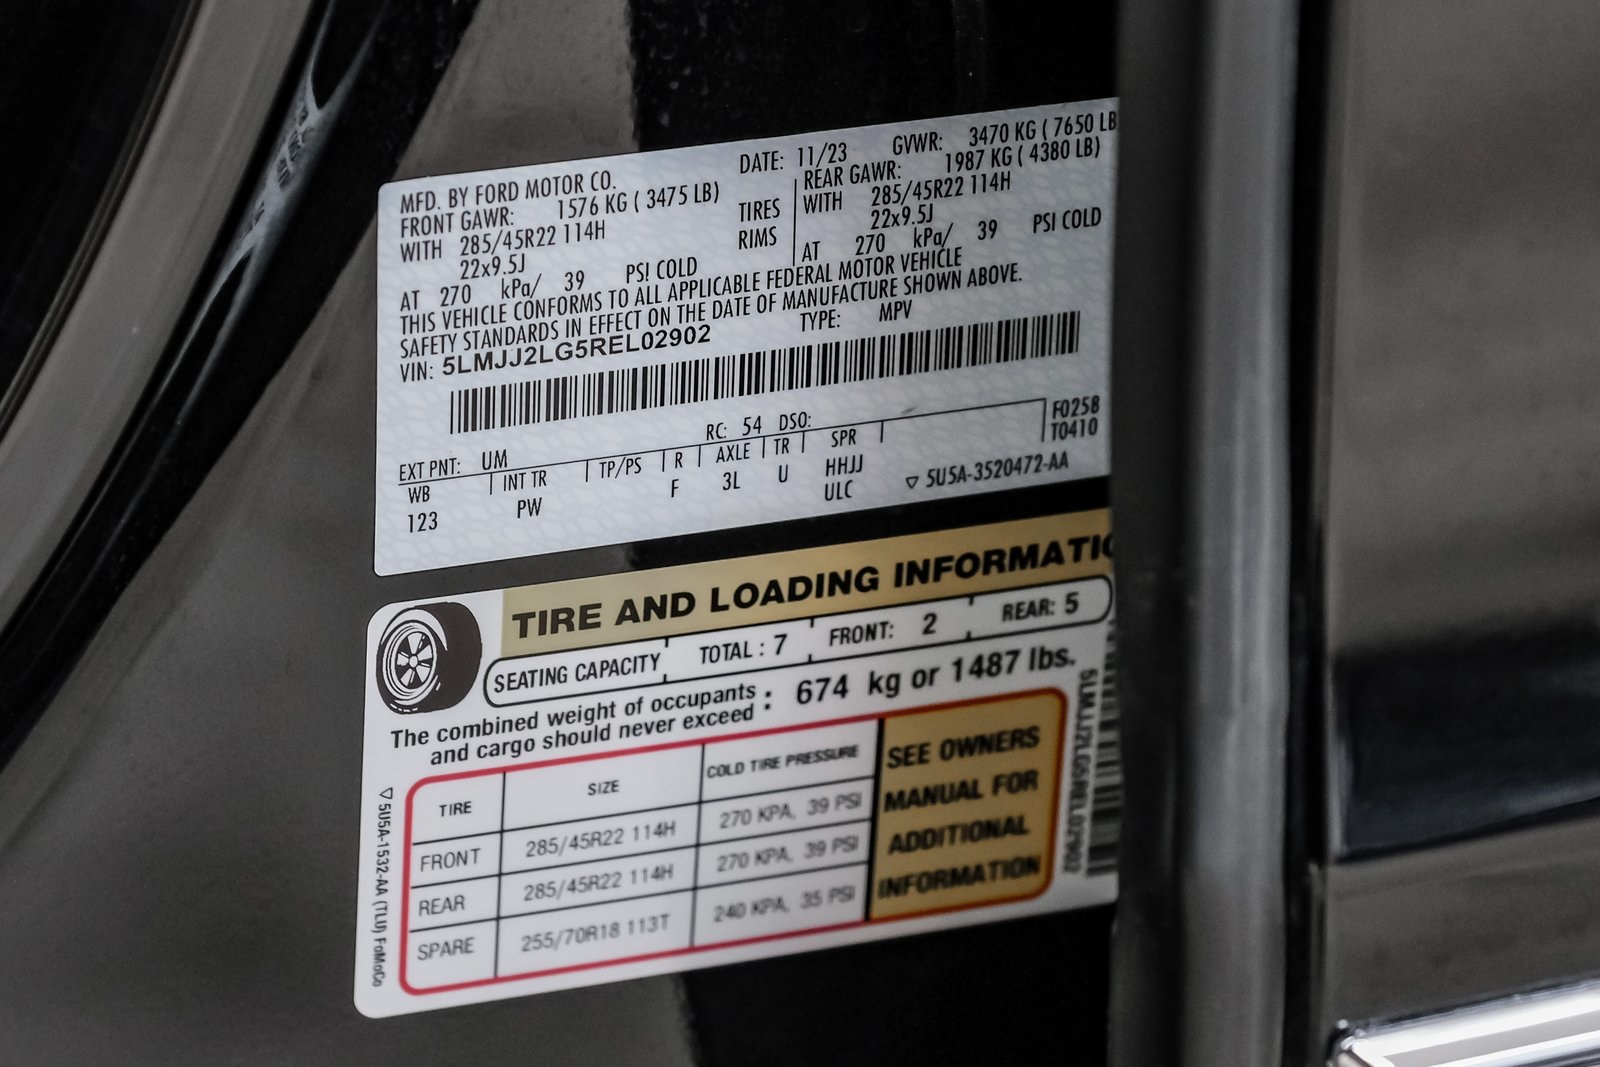 MFD. BY FORD MOTOR CO.
DATE: 11/23 GVWR: 3470 KG ( 7650 LB
FRONT GAWR: 1576 KG ( 3475 LB)
REAR GAWR: 1987 KG ( 4380 LB)
WITH 285/45R22 114H TIRES WITH 285/45R22 114H
22x9.5J RIMS 22x9.5J
AT 270 kPa/ 39 PSI COLD AT 270 kPa/ 39 PSI COLD
THIS VEHICLE CONFORMS TO ALL APPLICABLE FEDERAL MOTOR VEHICLE
SAFETY STANDARDS IN EFFECT ON THE DATE OF MANUFACTURE SHOWN ABOVE.
VIN: 5LMJJ2LG5REL02902 TYPE: MPV
F0258
T0410
EXT PNT: UM RC: 54 DSO:
WB INT TR TP/PS R AXLE TR SPR
123 PW F 3L U HHJJ
ULC
▽ 5U5A-3520472-AA
TIRE AND LOADING INFORMATIO
SEATING CAPACITY TOTAL : 7 FRONT: 2 REAR: 5
The combined weight of occupants
and cargo should never exceed : 674 kg or 1487 lbs.
TIRE SIZE COLD TIRE PRESSURE
FRONT 285/45R22 114H 270 KPA, 39 PSI
REAR 285/45R22 114H 270 KPA, 39 PSI
SPARE 255/70R18 113T 240 KPA, 35 PSI
SEE OWNERS
MANUAL FOR
ADDITIONAL
INFORMATION
▽ 5U5A-1532-AA (TLU) FoMoCo
5LMJJ2LG5REL02902